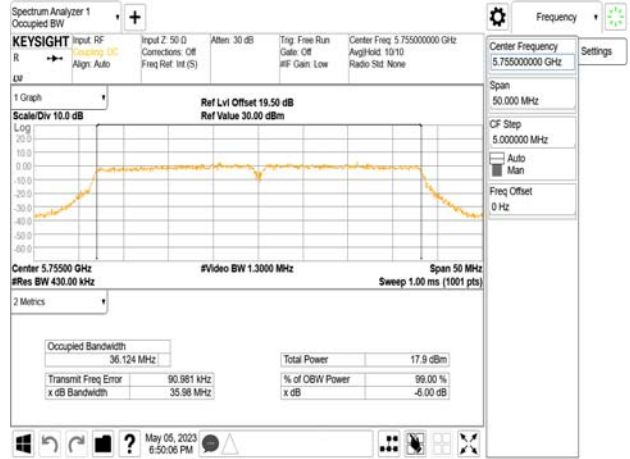 Spectrum Analyzer 1
Occupied BW
+
Frequency
KEYSIGHT
R
LXI
Input: RF
Coupling: DC
Align: Auto
Input Z: 50 Ω
Corrections: Off
Freq Ref: Int (S)
Atten: 30 dB
Trig: Free Run
Gate: Off
#IF Gain: Low
Center Freq: 5.755000000 GHz
Avg|Hold: 10/10
Radio Std: None
Center Frequency
5.755000000 GHz
Settings
Span
50.000 MHz
CF Step
5.000000 MHz
Auto
Man
Freq Offset
0 Hz
1 Graph
Scale/Div 10.0 dB
Ref Lvl Offset 19.50 dB
Ref Value 30.00 dBm
Log
20.0
10.0
0.00
-10.0
-20.0
-30.0
-40.0
-50.0
-60.0
Center 5.75500 GHz
#Res BW 430.00 kHz
#Video BW 1.3000 MHz
Span 50 MHz
Sweep 1.00 ms (1001 pts)
2 Metrics
Occupied Bandwidth
36.124 MHz
Transmit Freq Error 90.981 kHz
x dB Bandwidth 35.98 MHz
Total Power 17.9 dBm
% of OBW Power 99.00 %
x dB -6.00 dB
?
May 05, 2023
6:50:06 PM